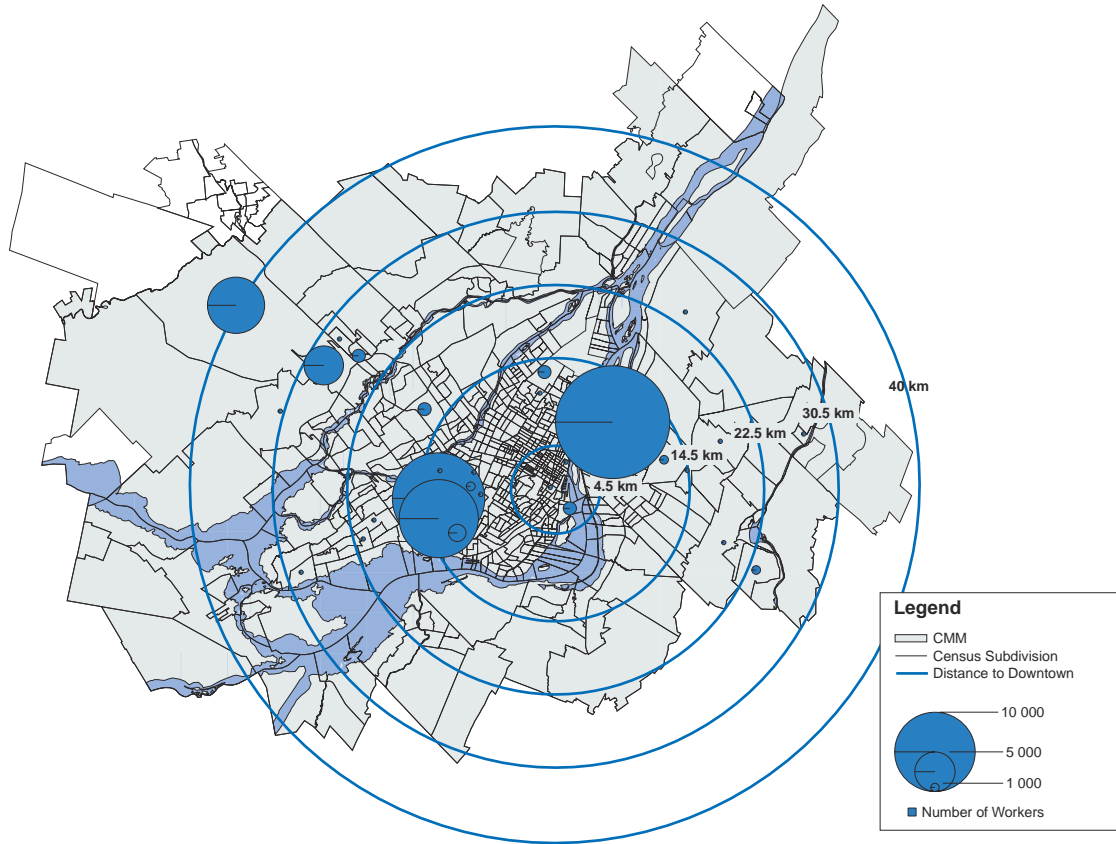 40 km
30.5 km
22.5 km
14.5 km
4.5 km
Legend
CMM
Census Subdivision
Distance to Downtown
10 000
5 000
1 000
Number of Workers